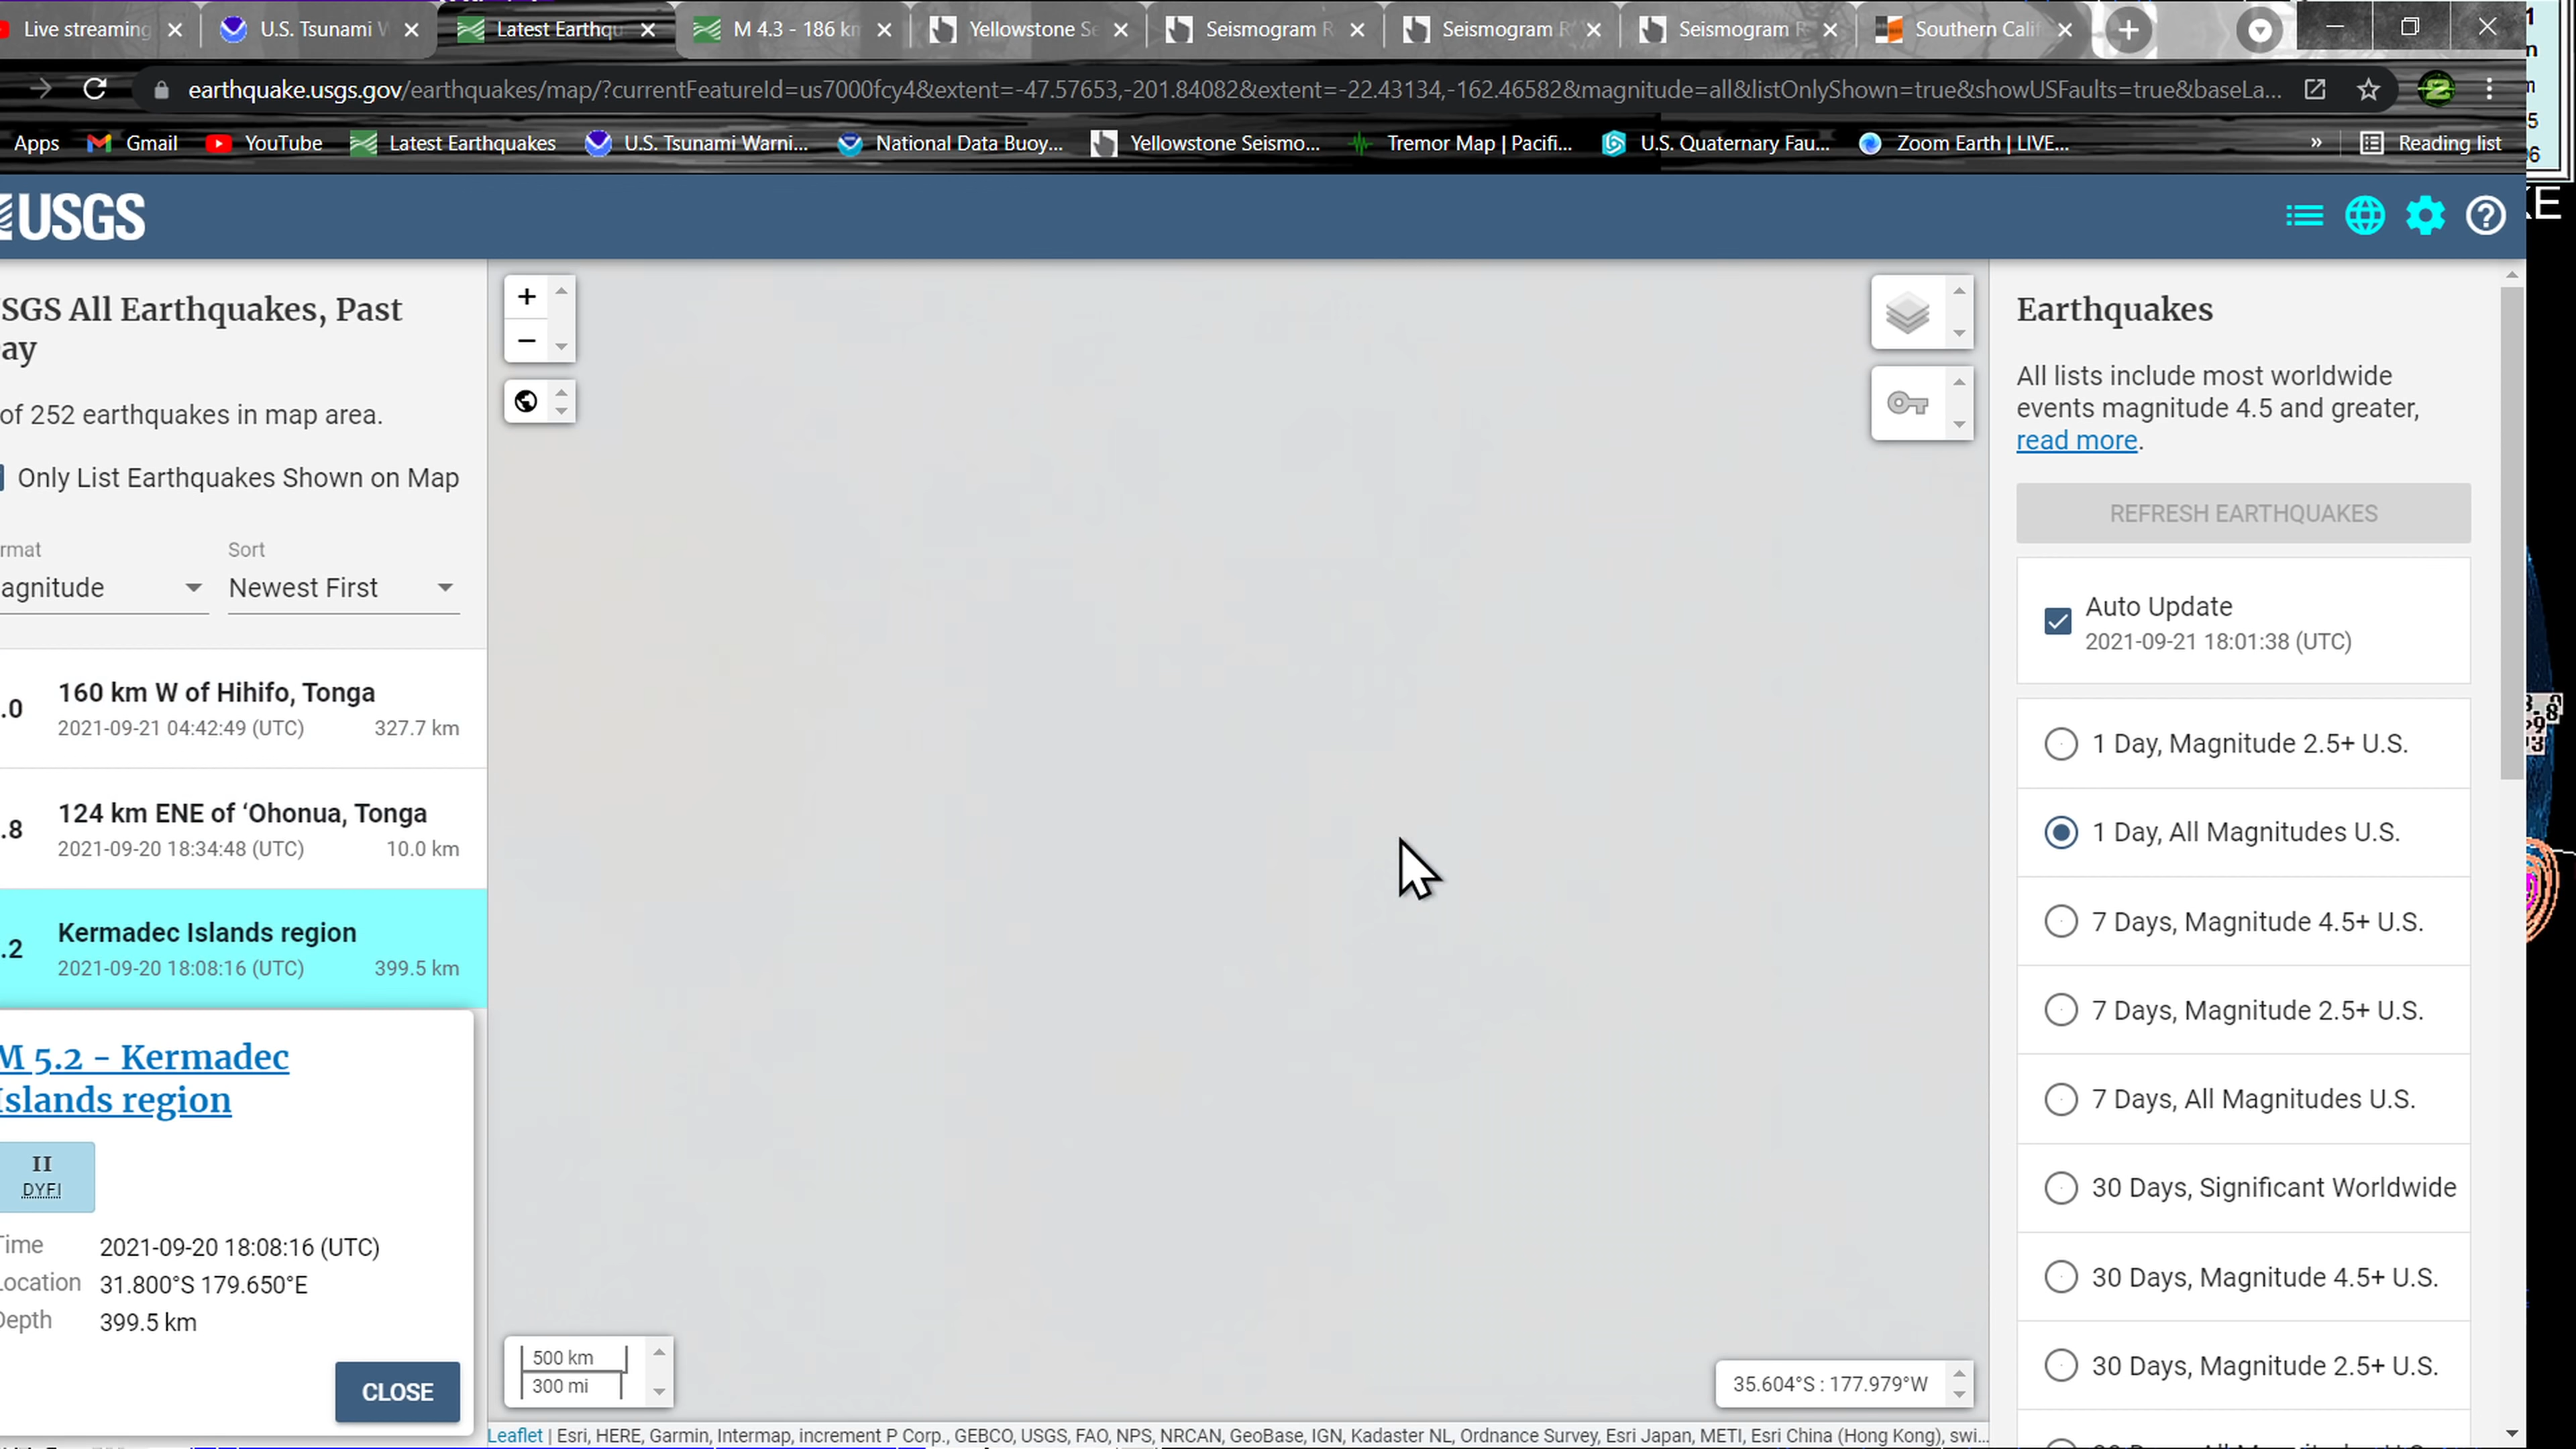 Live streaming
U.S. Tsunami W
Latest Earthqu
M 4.3 - 186 km
Yellowstone Se
Seismogram R
Seismogram R
Seismogram R
Southern Calif
earthquake.usgs.gov/earthquakes/map/?currentFeatureId=us7000fcy4&extent=-47.57653,-201.84082&extent=-22.43134,-162.46582&magnitude=all&listOnlyShown=true&showUSFaults=true&baseLa...
Apps
Gmail
YouTube
Latest Earthquakes
U.S. Tsunami Warni...
National Data Buoy...
Yellowstone Seismo...
Tremor Map | Pacifi...
U.S. Quaternary Fau...
Zoom Earth | LIVE...
»
Reading list
USGS
SGS All Earthquakes, Past
ay
of 252 earthquakes in map area.
Only List Earthquakes Shown on Map
rmat
Sort
agnitude
Newest First
.0
160 km W of Hihifo, Tonga
2021-09-21 04:42:49 (UTC) 327.7 km
.8
124 km ENE of ‘Ohonua, Tonga
2021-09-20 18:34:48 (UTC) 10.0 km
.2
Kermadec Islands region
2021-09-20 18:08:16 (UTC) 399.5 km
M 5.2 - Kermadec
Islands region
II
DYFI
Time 2021-09-20 18:08:16 (UTC)
Location 31.800°S 179.650°E
Depth 399.5 km
CLOSE
+
−
500 km
300 mi
35.604°S : 177.979°W
Leaflet | Esri, HERE, Garmin, Intermap, increment P Corp., GEBCO, USGS, FAO, NPS, NRCAN, GeoBase, IGN, Kadaster NL, Ordnance Survey, Esri Japan, METI, Esri China (Hong Kong), swi...
Earthquakes
All lists include most worldwide
events magnitude 4.5 and greater,
read more.
REFRESH EARTHQUAKES
Auto Update
2021-09-21 18:01:38 (UTC)
1 Day, Magnitude 2.5+ U.S.
1 Day, All Magnitudes U.S.
7 Days, Magnitude 4.5+ U.S.
7 Days, Magnitude 2.5+ U.S.
7 Days, All Magnitudes U.S.
30 Days, Significant Worldwide
30 Days, Magnitude 4.5+ U.S.
30 Days, Magnitude 2.5+ U.S.